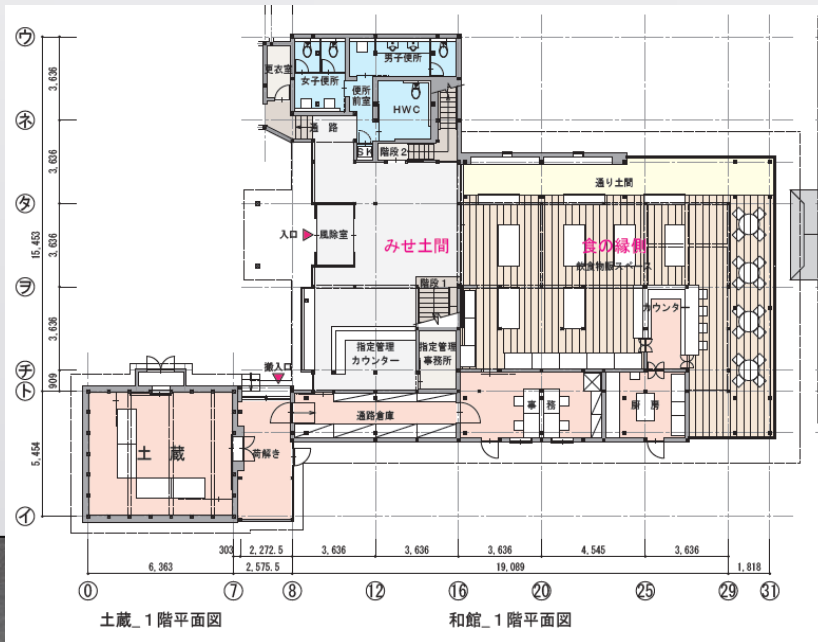 ウ
更衣室
女子便所
男子便所
便所
前室
HWC
3,636
ネ
通路
SK
階段2
3,636
通り土間
タ
入口
風除室
みせ土間
食の縁側
飲食物販スペース
15,453
3,636
ヲ
階段1
カウンター
3,636
指定管理
カウンター
指定管理
事務所
搬入口
チ
909
ト
通路倉庫
事務
厨房
5,454
土蔵
荷解き
イ
303
2,272.5
3,636
3,636
3,636
4,545
3,636
6,363
2,575.5
19,089
1,818
0
7
8
12
16
20
25
29
31
土蔵_1階平面図
和館_1階平面図